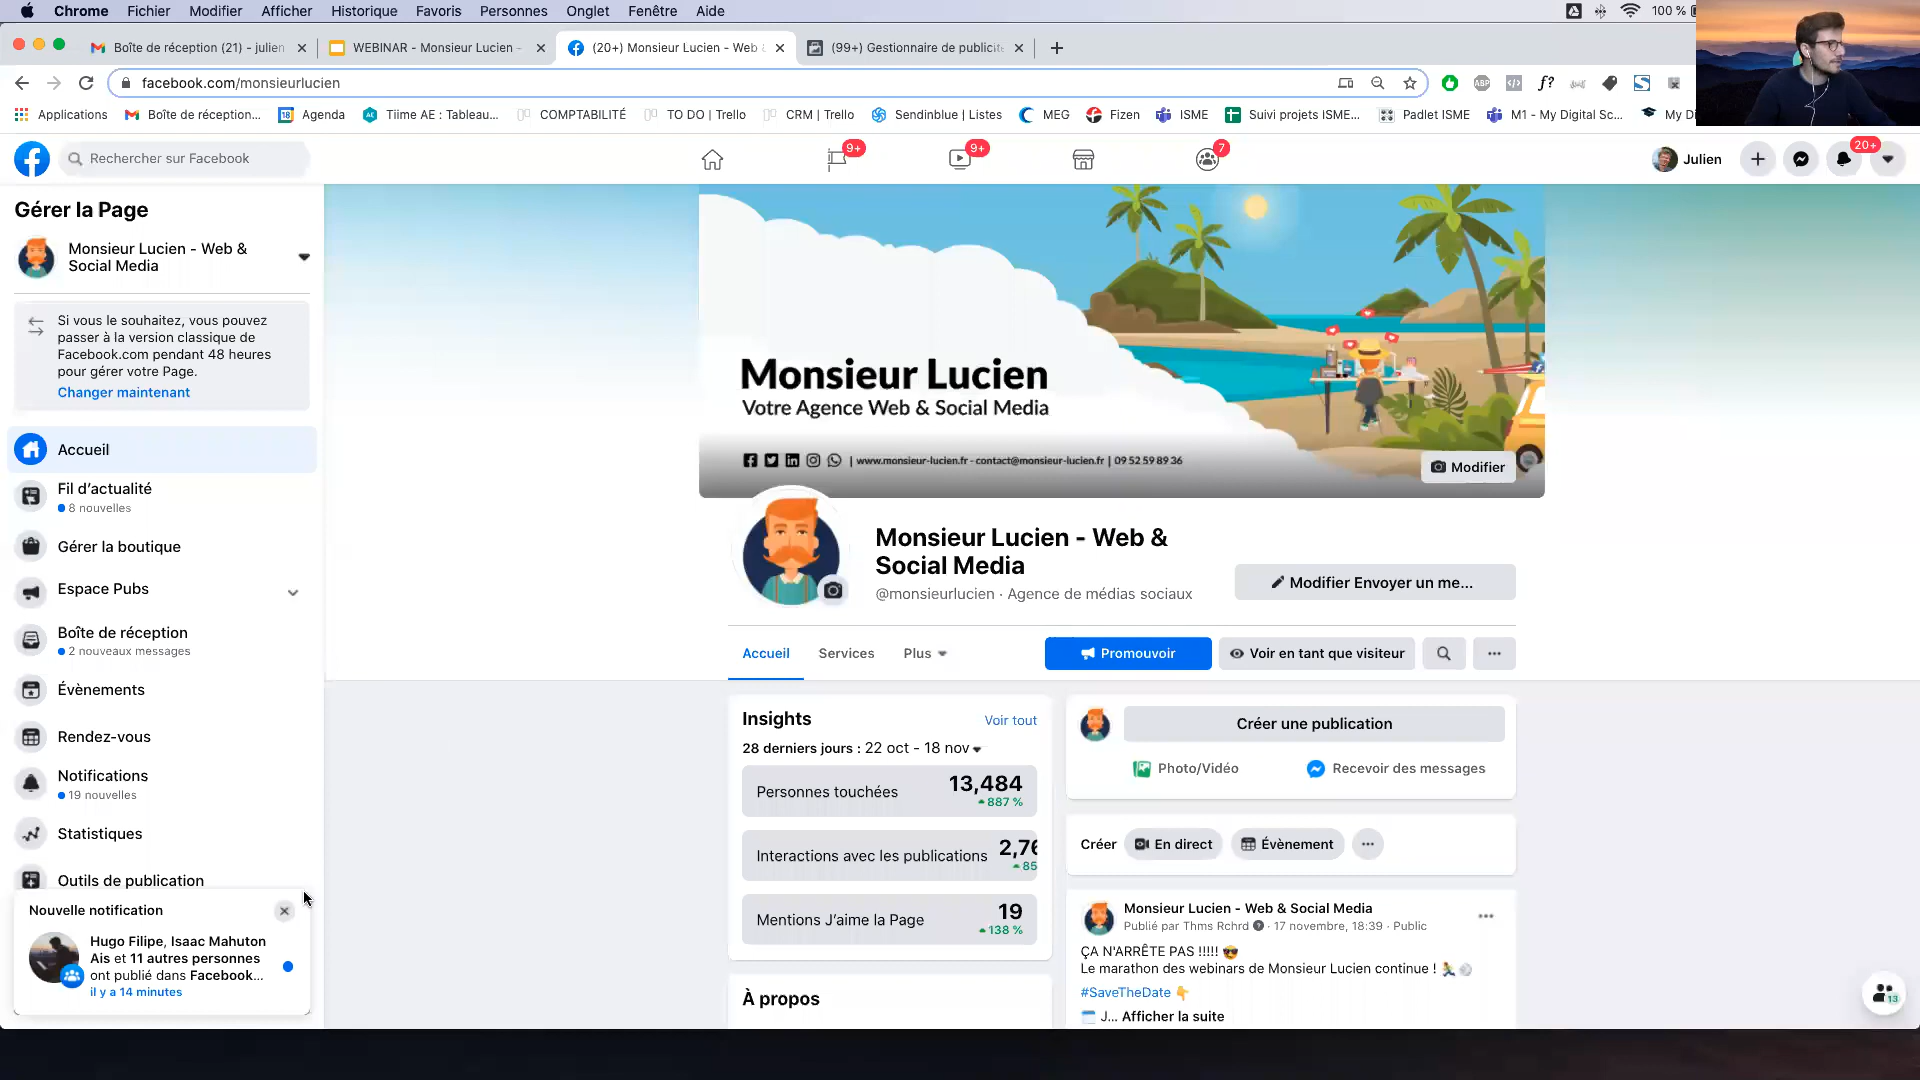 Chrome Fichier Modifier Afficher Historique Favoris Personnes Onglet Fenêtre Aide 100 %
Boîte de réception (21) - julien
WEBINAR - Monsieur Lucien -
(20+) Monsieur Lucien - Web &
(99+) Gestionnaire de publicité
facebook.com/monsieurlucien
ABP
f?
Applications
Boîte de réception...
18 Agenda
Tiime AE : Tableau...
COMPTABILITÉ
TO DO | Trello
CRM | Trello
Sendinblue | Listes
MEG
Fizen
ISME
Suivi projets ISME...
Padlet ISME
M1 - My Digital Sc...
My Di
Rechercher sur Facebook
9+
9+
7
Julien
20+
Gérer la Page
Monsieur Lucien - Web &
Social Media
Si vous le souhaitez, vous pouvez
passer à la version classique de
Facebook.com pendant 48 heures
pour gérer votre Page.
Changer maintenant
Accueil
Fil d'actualité
8 nouvelles
Gérer la boutique
Espace Pubs
Boîte de réception
2 nouveaux messages
Évènements
Rendez-vous
Notifications
19 nouvelles
Statistiques
Outils de publication
Nouvelle notification
Hugo Filipe, Isaac Mahuton
Ais et 11 autres personnes
ont publié dans Facebook...
il y a 14 minutes
Monsieur Lucien
Votre Agence Web & Social Media
| www.monsieur-lucien.fr - contact@monsieur-lucien.fr | 09 52 59 89 36
Modifier
Monsieur Lucien - Web &
Social Media
@monsieurlucien · Agence de médias sociaux
Modifier Envoyer un me...
Accueil
Services
Plus
Promouvoir
Voir en tant que visiteur
Insights
Voir tout
28 derniers jours : 22 oct - 18 nov
Personnes touchées
13,484
887 %
Interactions avec les publications
2,76
85
Mentions J'aime la Page
19
138 %
À propos
Créer une publication
Photo/Vidéo
Recevoir des messages
Créer
En direct
Évènement
Monsieur Lucien - Web & Social Media
Publié par Thms Rchrd · 17 novembre, 18:39 · Public
ÇA N'ARRÊTE PAS !!!!! 😎
Le marathon des webinars de Monsieur Lucien continue !
#SaveTheDate 👇
J... Afficher la suite
13